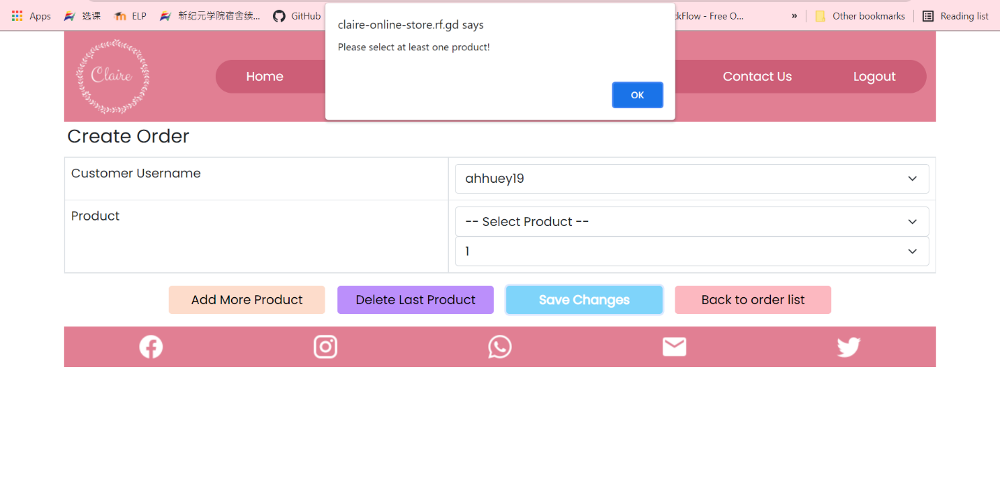 Apps 选课 ELP 新纪元学院宿舍续... GitHub ckFlow - Free O... » Other bookmarks Reading list
claire-online-store.rf.gd says
Please select at least one product!
OK
Claire
Home Contact Us Logout
Create Order
Customer Username ahhuey19
Product -- Select Product --
1
Add More Product Delete Last Product Save Changes Back to order list